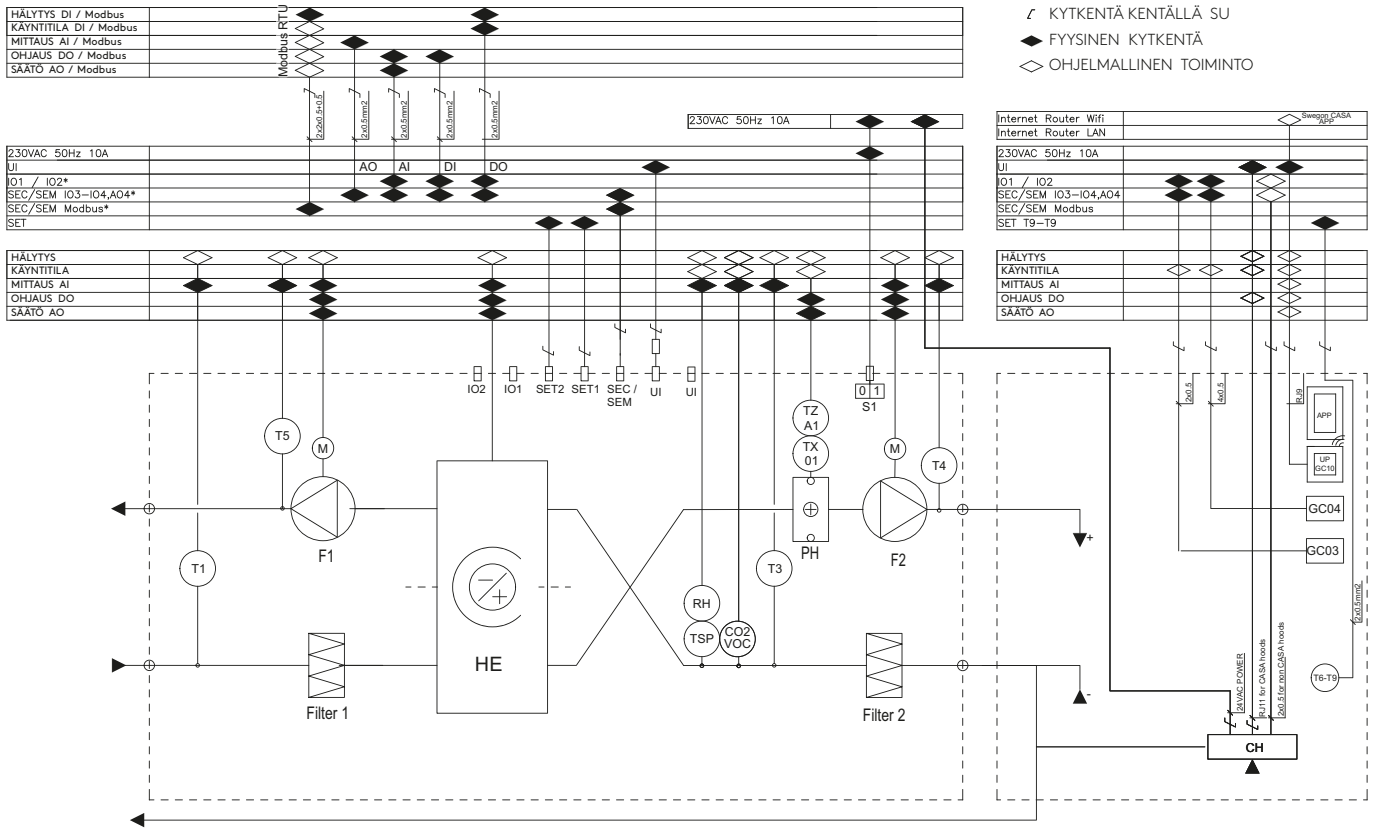 HÄLYTYS DI / Modbus
KÄYNTITILA DI / Modbus
MITTAUS AI / Modbus
OHJAUS DO / Modbus
SÄÄTÖ AO / Modbus
Modbus RTU
KYTKENTÄ KENTÄLLÄ SU
FYYSINEN KYTKENTÄ
OHJELMALLINEN TOIMINTO
2x2x0.5+0.5
2x0.5mm2
2x0.5mm2
2x0.5mm2
2x0.5mm2
230VAC 50Hz 10A
Internet Router Wifi
Swegon CASA
APP
Internet Router LAN
230VAC 50Hz 10A
UI
AO
AI
DI
DO
IO1 / IO2*
SEC/SEM IO3-IO4,AO4*
SEC/SEM Modbus*
SET
230VAC 50Hz 10A
UI
IO1 / IO2
SEC/SEM IO3-IO4,AO4
SEC/SEM Modbus
SET T9-T9
HÄLYTYS
KÄYNTITILA
MITTAUS AI
OHJAUS DO
SÄÄTÖ AO
HÄLYTYS
KÄYNTITILA
MITTAUS AI
OHJAUS DO
SÄÄTÖ AO
IO2
IO1
SET2
SET1
SEC /
SEM
UI
UI
0 1
S1
2x0.5
4x0.5
RJ9
APP
UP
GC10
GC04
GC03
2x0.5mm2
T6-T9
T5
M
TZ
A1
TX
01
M
T4
F1
PH
F2
T1
T3
RH
TSP
CO2
VOC
HE
Filter 1
Filter 2
24VAC POWER
RJ11 for CASA hoods
2x0.5 for non CASA hoods
CH
+
-